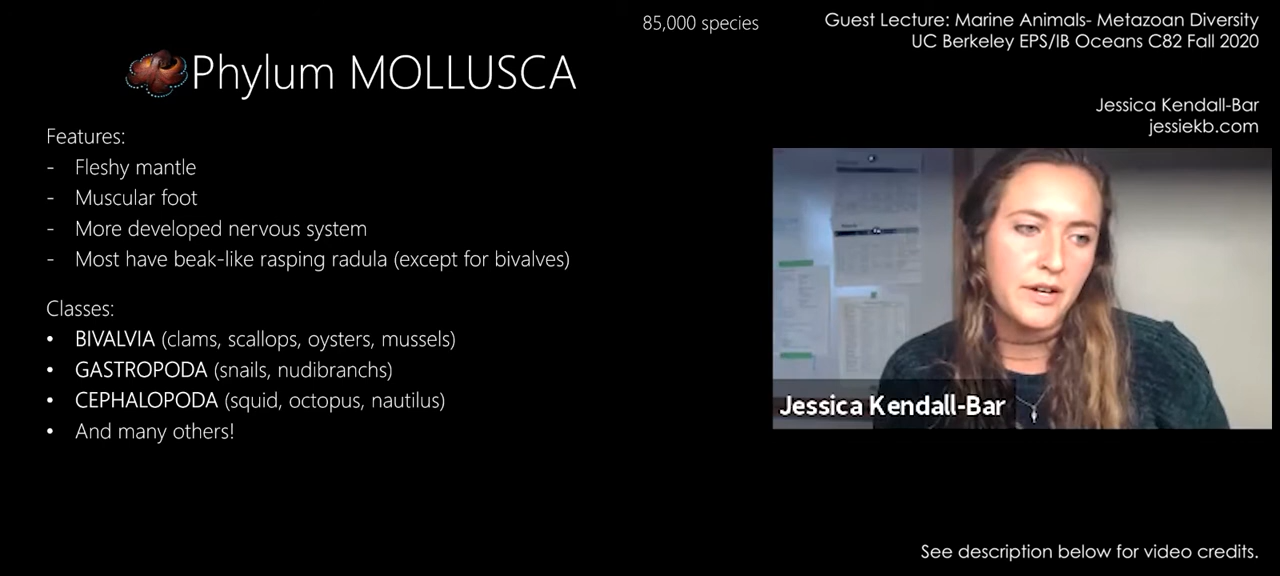 85,000 species
Guest Lecture: Marine Animals- Metazoan Diversity
UC Berkeley EPS/IB Oceans C82 Fall 2020
Phylum MOLLUSCA
Jessica Kendall-Bar
jessiekb.com
Features:
- Fleshy mantle
- Muscular foot
- More developed nervous system
- Most have beak-like rasping radula (except for bivalves)
Classes:
• BIVALVIA (clams, scallops, oysters, mussels)
• GASTROPODA (snails, nudibranchs)
• CEPHALOPODA (squid, octopus, nautilus)
• And many others!
Jessica Kendall-Bar
See description below for video credits.